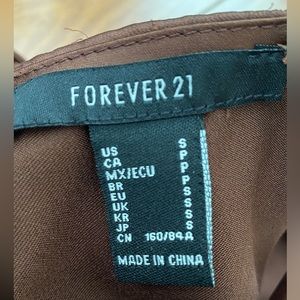 FOREVER 21
US S
CA P
MX/ECU P
BR P
EU S
UK S
KR S
JP S
CN 160/84A
MADE IN CHINA